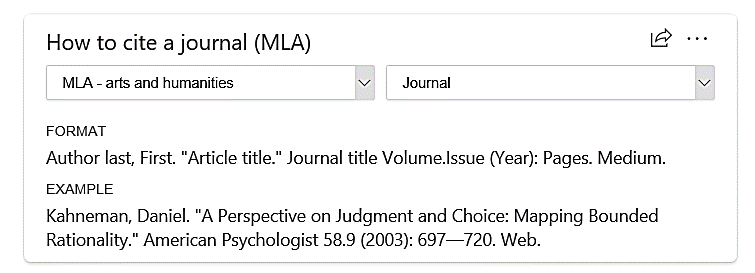 How to cite a journal (MLA)
MLA - arts and humanities
Journal
FORMAT
Author last, First. "Article title." Journal title Volume.Issue (Year): Pages. Medium.
EXAMPLE
Kahneman, Daniel. "A Perspective on Judgment and Choice: Mapping Bounded
Rationality." American Psychologist 58.9 (2003): 697—720. Web.